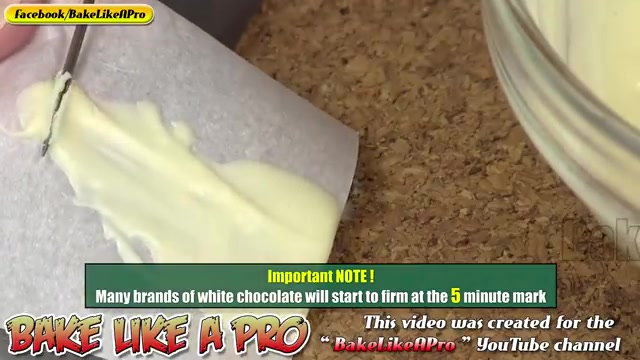 Facebook/BakeLikeAPro
Important NOTE !
Many brands of white chocolate will start to firm at the 5 minute mark
BAKE LIKE A PRO
This video was created for the
“ BakeLikeAPro ” YouTube channel